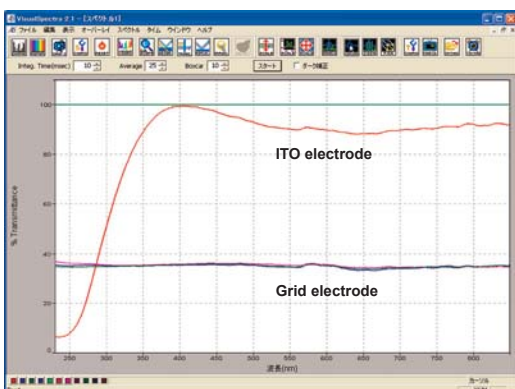 VisualSpectra 2.1 - [スペクトル1]
ファイル 編集 表示 オーバーレイ スペクトル タイム ウインドウ ヘルプ
Integ. Time(msec) 10 Average 25 Boxcar 10 スタート ダーク補正
100
80
60
40
20
0
% Transmittance
ITO electrode
Grid electrode
250 300 350 400 450 500 550 600 650 700 750 800
波長(nm)
カーソル